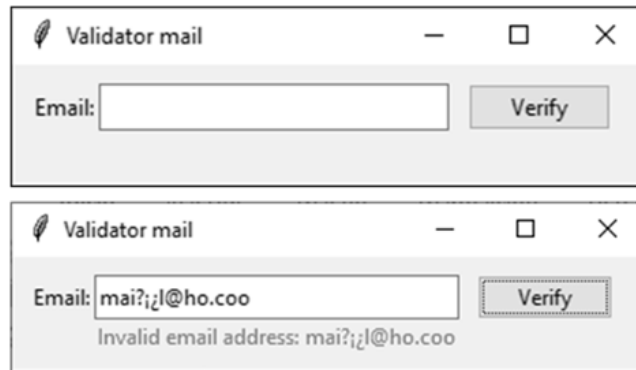 Validator mail
Email: Verify
Validator mail
Email: mai?¡¿l@ho.coo Verify
Invalid email address: mai?¡¿l@ho.coo